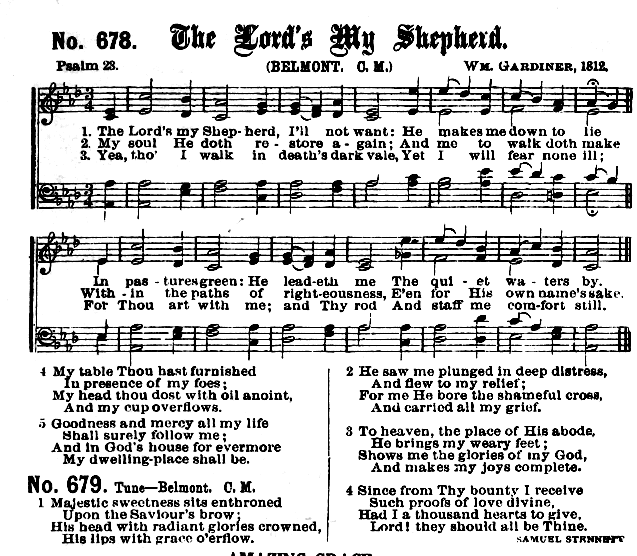 No. 678. The Lord's My Shepherd.
Psalm 23. (BELMONT. C. M.) WM. GARDINER, 1812.
1. The Lord's my Shep-herd, I'll not want: He makes me down to lie
2. My soul He doth re-store a-gain; And me to walk doth make
3. Yea, tho' I walk in death's dark vale, Yet I will fear none ill;
In pas-tures green: He lead-eth me The qui-et wa-ters by.
With-in the paths of right-eousness, E'en for His own name's sake.
For Thou art with me; and Thy rod And staff me com-fort still.
4 My table Thou hast furnished
In presence of my foes;
My head thou dost with oil anoint,
And my cup overflows.
5 Goodness and mercy all my life
Shall surely follow me;
And in God's house for evermore
My dwelling-place shall be.
No. 679. Tune—Belmont. C. M.
1 Majestic sweetness sits enthroned
Upon the Saviour's brow;
His head with radiant glories crowned,
His lips with grace o'erflow.
2 He saw me plunged in deep distress,
And flew to my relief;
For me He bore the shameful cross,
And carried all my grief.
3 To heaven, the place of His abode,
He brings my weary feet;
Shows me the glories of my God,
And makes my joys complete.
4 Since from Thy bounty I receive
Such proofs of love divine,
Had I a thousand hearts to give,
Lord! they should all be Thine.
SAMUEL STENNETT
AMAZING GRACE